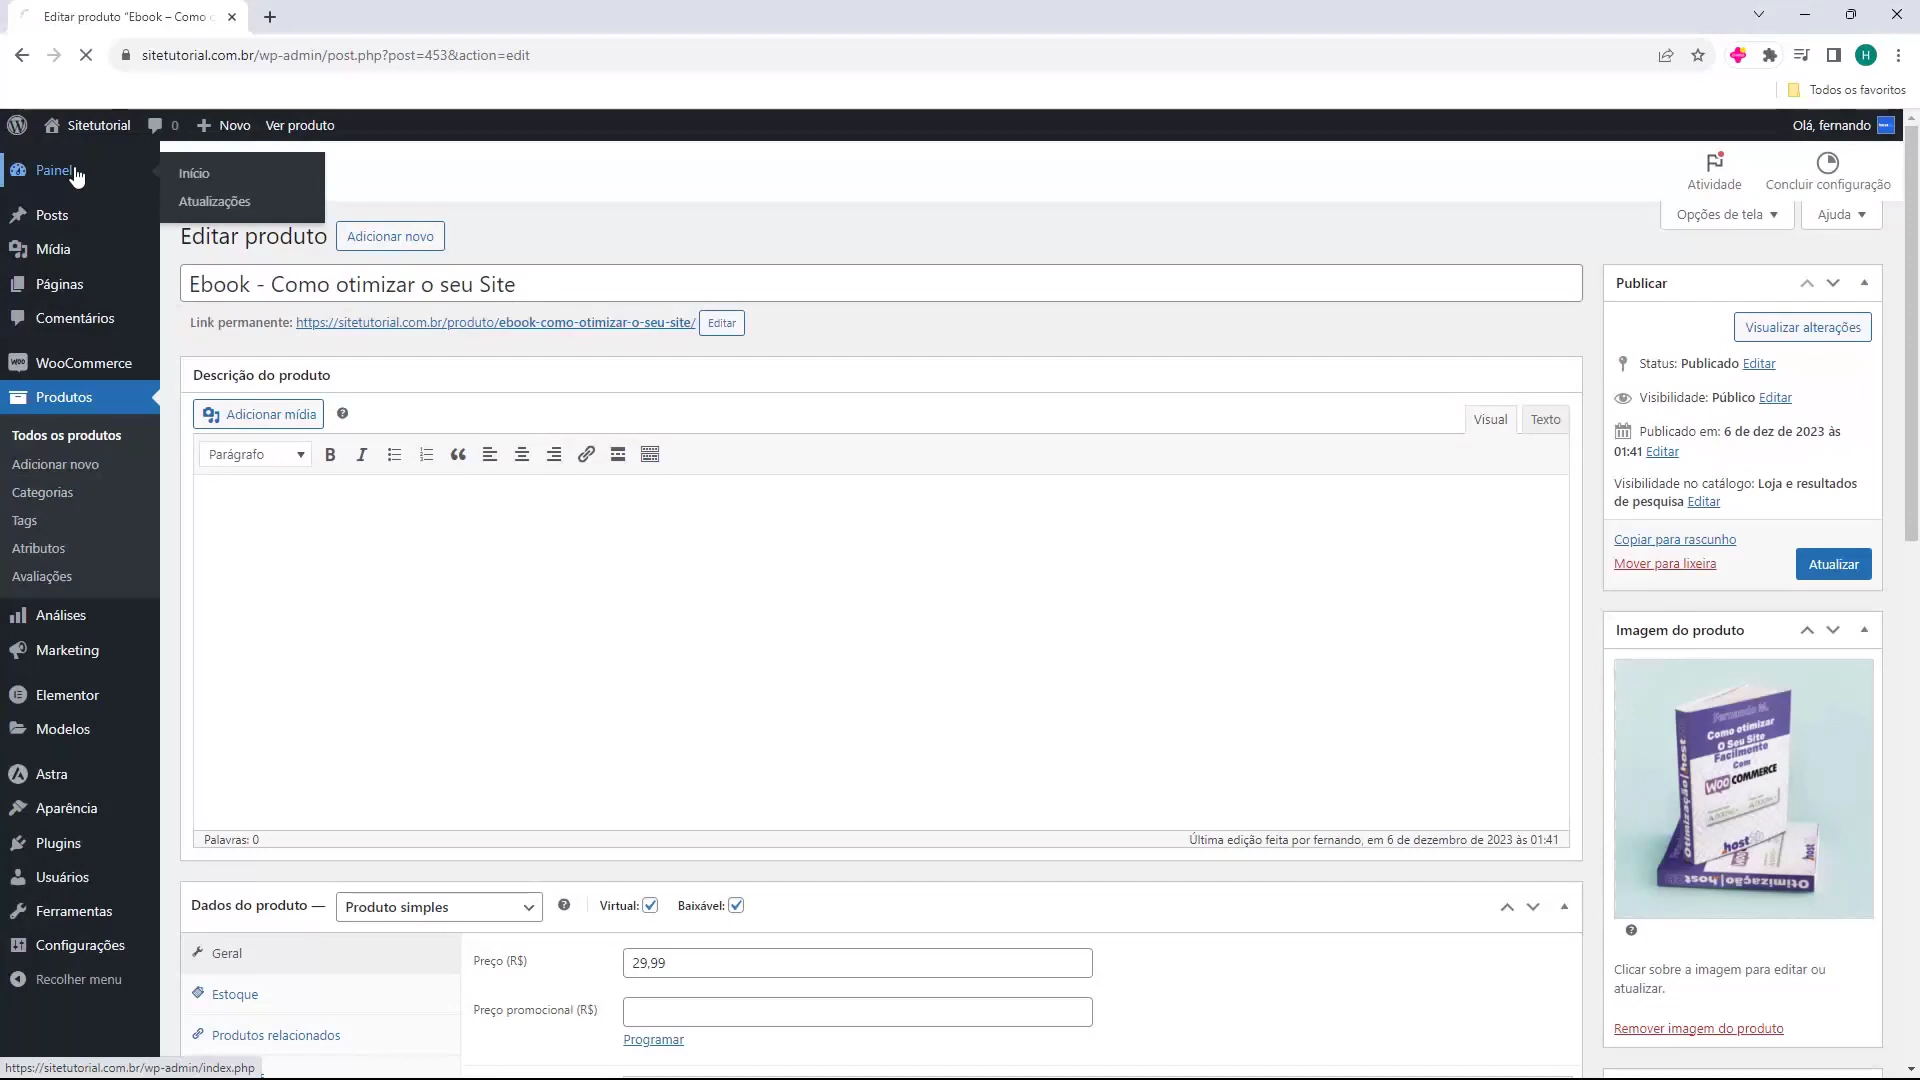 Editar produto "Ebook – Como o
sitetutorial.com.br/wp-admin/post.php?post=453&action=edit
H
Todos os favoritos
Sitetutorial
0
Novo
Ver produto
Olá, fernando
Painel
Início
Atualizações
Posts
Mídia
Páginas
Comentários
WooCommerce
Produtos
Todos os produtos
Adicionar novo
Categorias
Tags
Atributos
Avaliações
Análises
Marketing
Elementor
Modelos
Astra
Aparência
Plugins
Usuários
Ferramentas
Configurações
Recolher menu
https://sitetutorial.com.br/wp-admin/index.php
Atividade
Concluir configuração
Opções de tela
Ajuda
Editar produto
Adicionar novo
Ebook - Como otimizar o seu Site
Link permanente: https://sitetutorial.com.br/produto/ebook-como-otimizar-o-seu-site/ Editar
Descrição do produto
Adicionar mídia
Visual
Texto
Parágrafo
Palavras: 0
Última edição feita por fernando, em 6 de dezembro de 2023 às 01:41
Dados do produto —
Produto simples
Virtual:
Baixável:
Geral
Estoque
Produtos relacionados
Preço (R$)
29,99
Preço promocional (R$)
Programar
Publicar
Visualizar alterações
Status: Publicado Editar
Visibilidade: Público Editar
Publicado em: 6 de dez de 2023 às
01:41 Editar
Visibilidade no catálogo: Loja e resultados
de pesquisa Editar
Copiar para rascunho
Mover para lixeira
Atualizar
Imagem do produto
Fernando M.
Como otimizar
O Seu Site
Facilmente
Com
WOO COMMERCE
Otimização|host
.host
Otimização|host
Clicar sobre a imagem para editar ou
atualizar.
Remover imagem do produto